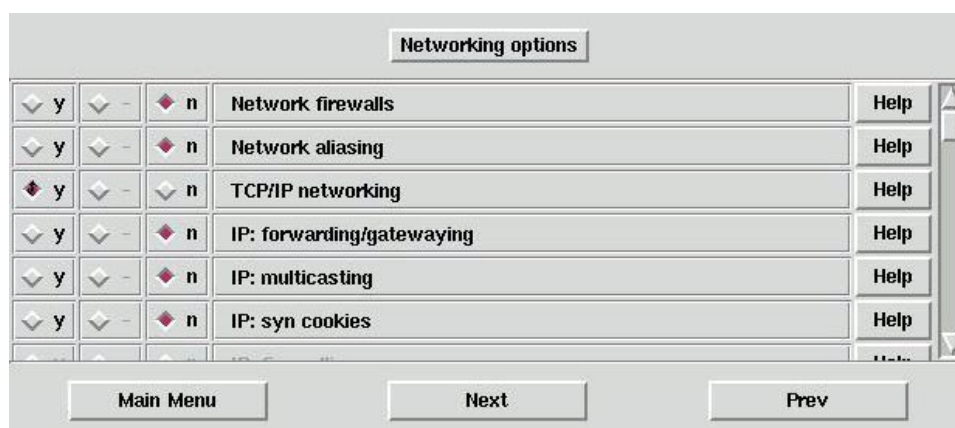 Networking options
y - n Network firewalls Help
y - n Network aliasing Help
y - n TCP/IP networking Help
y - n IP: forwarding/gatewaying Help
y - n IP: multicasting Help
y - n IP: syn cookies Help
Main Menu Next Prev